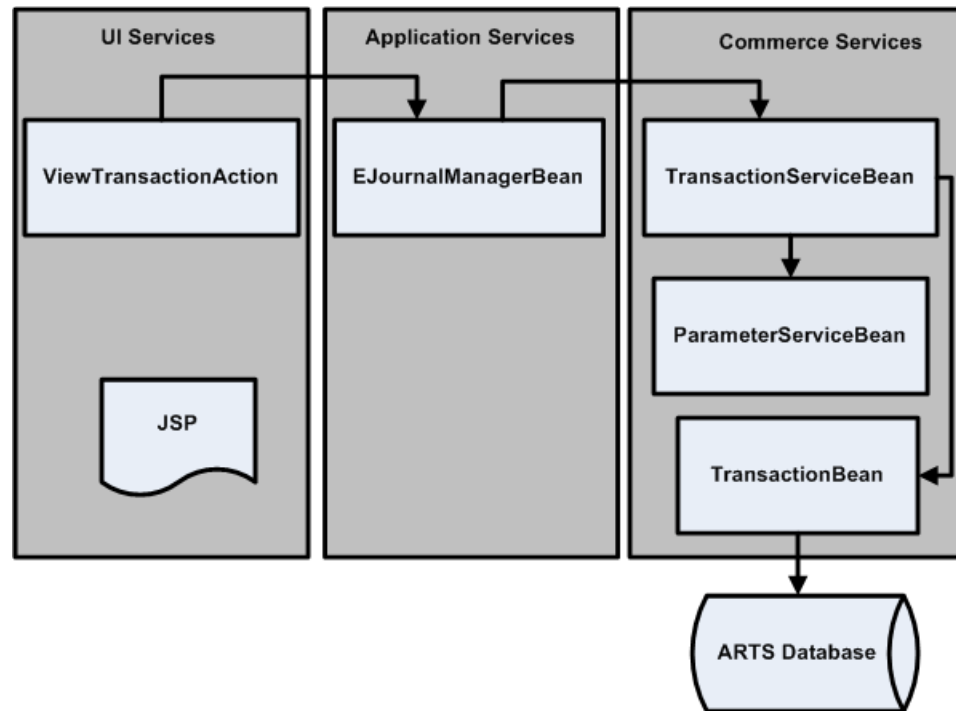 UI Services
Application Services
Commerce Services
ViewTransactionAction
EJournalManagerBean
TransactionServiceBean
ParameterServiceBean
JSP
TransactionBean
ARTS Database